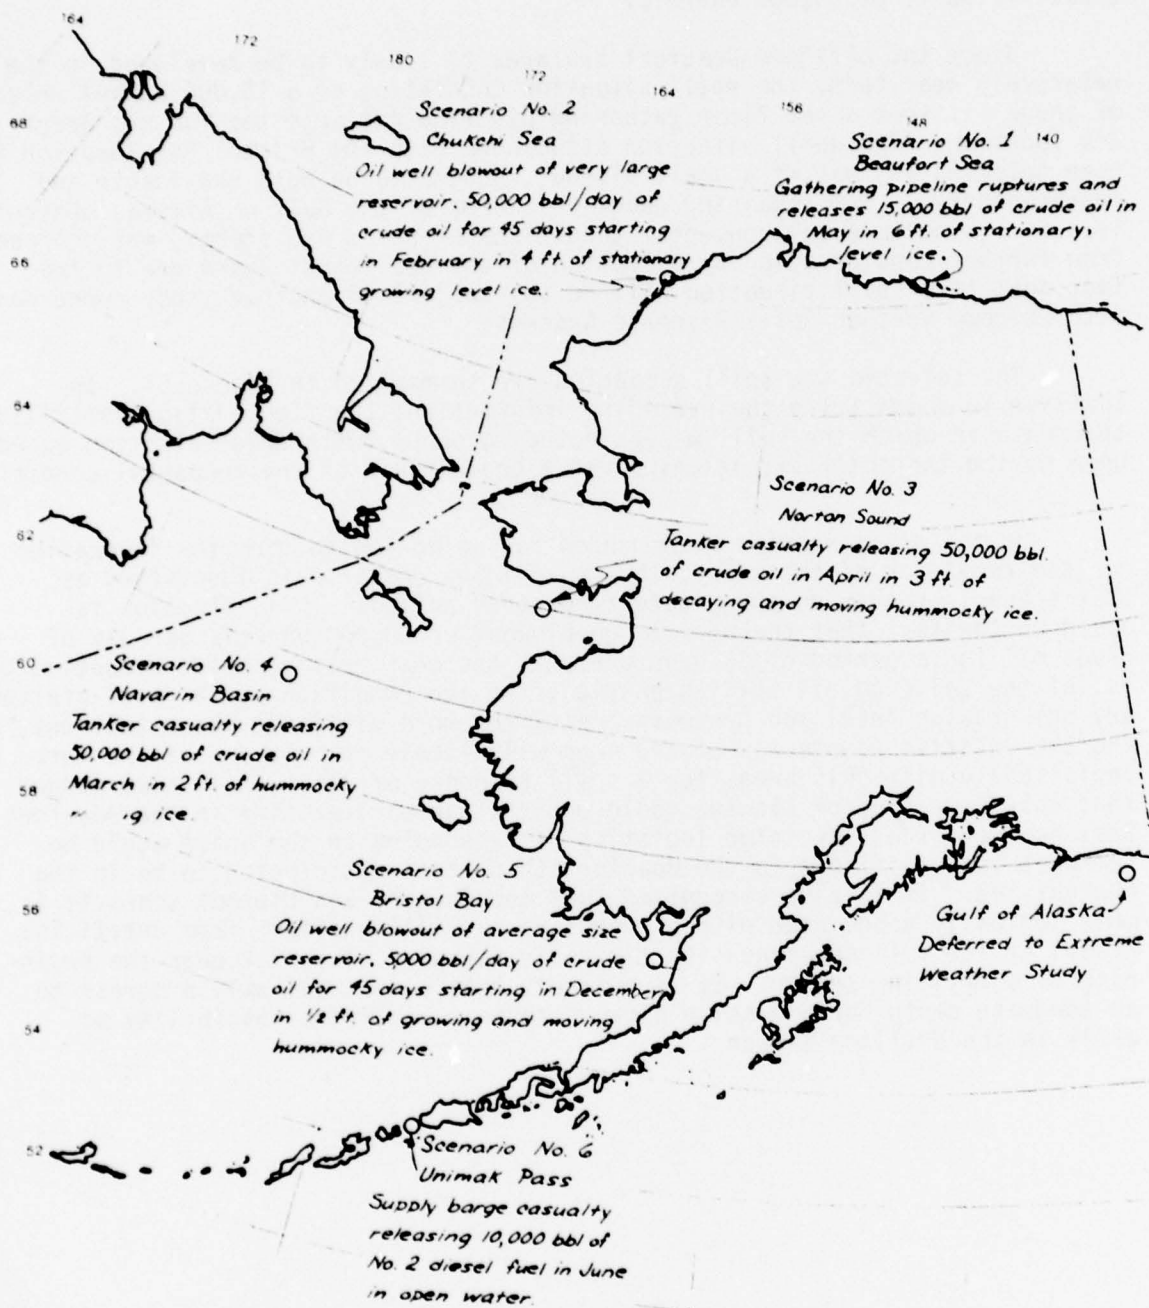 164
172
180
172
164
156
148
140
68
66
64
62
60
58
56
54
52
Scenario No. 2
Chukchi Sea
Oil well blowout of very large
reservoir, 50,000 bbl/day of
crude oil for 45 days starting
in February in 4 ft. of stationary
growing level ice.
Scenario No. 1
Beaufort Sea
Gathering pipeline ruptures and
releases 15,000 bbl of crude oil in
May in 6 ft. of stationary,
level ice.
Scenario No. 3
Norton Sound
Tanker casualty releasing 50,000 bbl.
of crude oil in April in 3 ft. of
decaying and moving hummocky ice.
Scenario No. 4
Navarin Basin
Tanker casualty releasing
50,000 bbl of crude oil in
March in 2 ft. of hummocky
ice.
Scenario No. 5
Bristol Bay
Oil well blowout of average size
reservoir, 5,000 bbl/day of crude
oil for 45 days starting in December
in ½ ft. of growing and moving
hummocky ice.
Gulf of Alaska
Deferred to Extreme
Weather Study
Scenario No. 6
Unimak Pass
Supply barge casualty
releasing 10,000 bbl of
No. 2 diesel fuel in June
in open water.